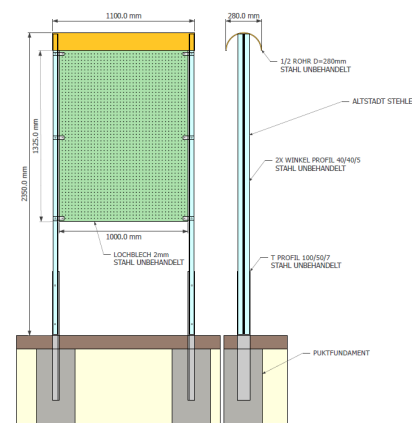 1100.0 mm
280.0 mm
1/2 ROHR D=280mm
STAHL UNBEHANDELT
ALTSTADT STEHLE
1325.0 mm
2350.0 mm
2X WINKEL PROFIL 40/40/5
STAHL UNBEHANDELT
1000.0 mm
LOCHBLECH 2mm
STAHL UNBEHANDELT
T PROFIL 100/50/7
STAHL UNBEHANDELT
PUKTFUNDAMENT